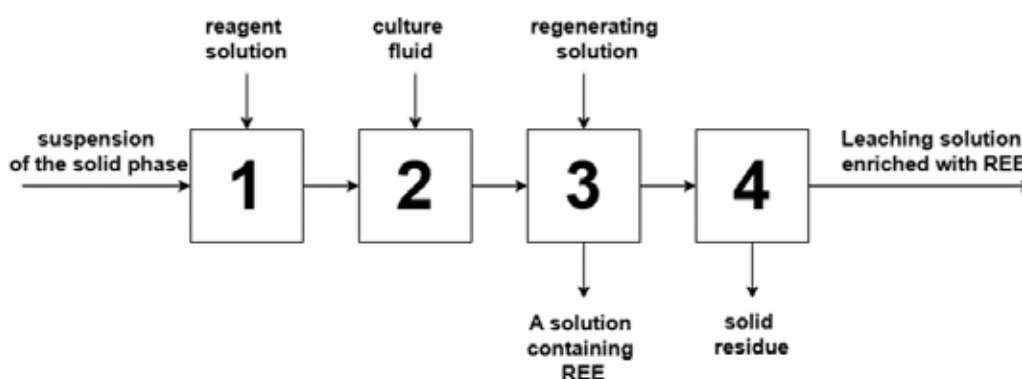 reagent
solution
culture
fluid
regenerating
solution
suspension
of the solid phase
1
2
3
4
Leaching solution
enriched with REE
A solution
containing
REE
solid
residue